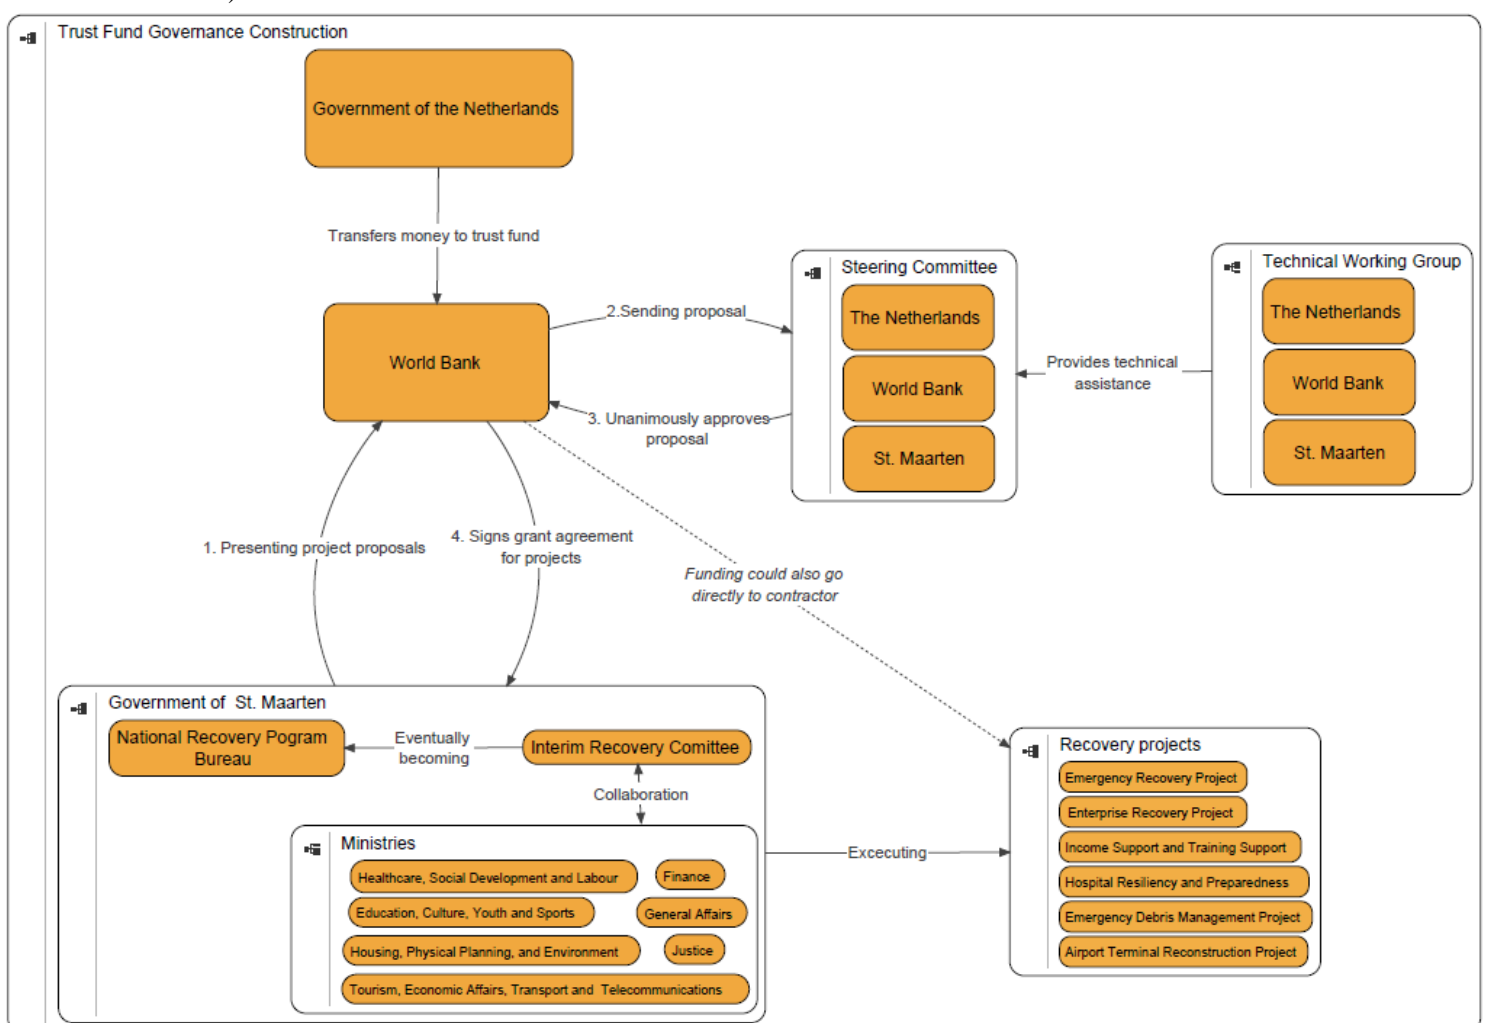 Trust Fund Governance Construction
Government of the Netherlands
Transfers money to trust fund
World Bank
2.Sending proposal
3. Unanimously approves
proposal
Steering Committee
The Netherlands
World Bank
St. Maarten
Provides technical
assistance
Technical Working Group
The Netherlands
World Bank
St. Maarten
1. Presenting project proposals
4. Signs grant agreement
for projects
Funding could also go
directly to contractor
Government of  St. Maarten
National Recovery Pogram
Bureau
Eventually
becoming
Interim Recovery Comittee
Collaboration
Ministries
Healthcare, Social Development and Labour
Finance
Education, Culture, Youth and Sports
General Affairs
Housing, Physical Planning, and Environment
Justice
Tourism, Economic Affairs, Transport and  Telecommunications
Excecuting
Recovery projects
Emergency Recovery Project
Enterprise Recovery Project
Income Support and Training Support
Hospital Resiliency and Preparedness
Emergency Debris Management Project
Airport Terminal Reconstruction Project